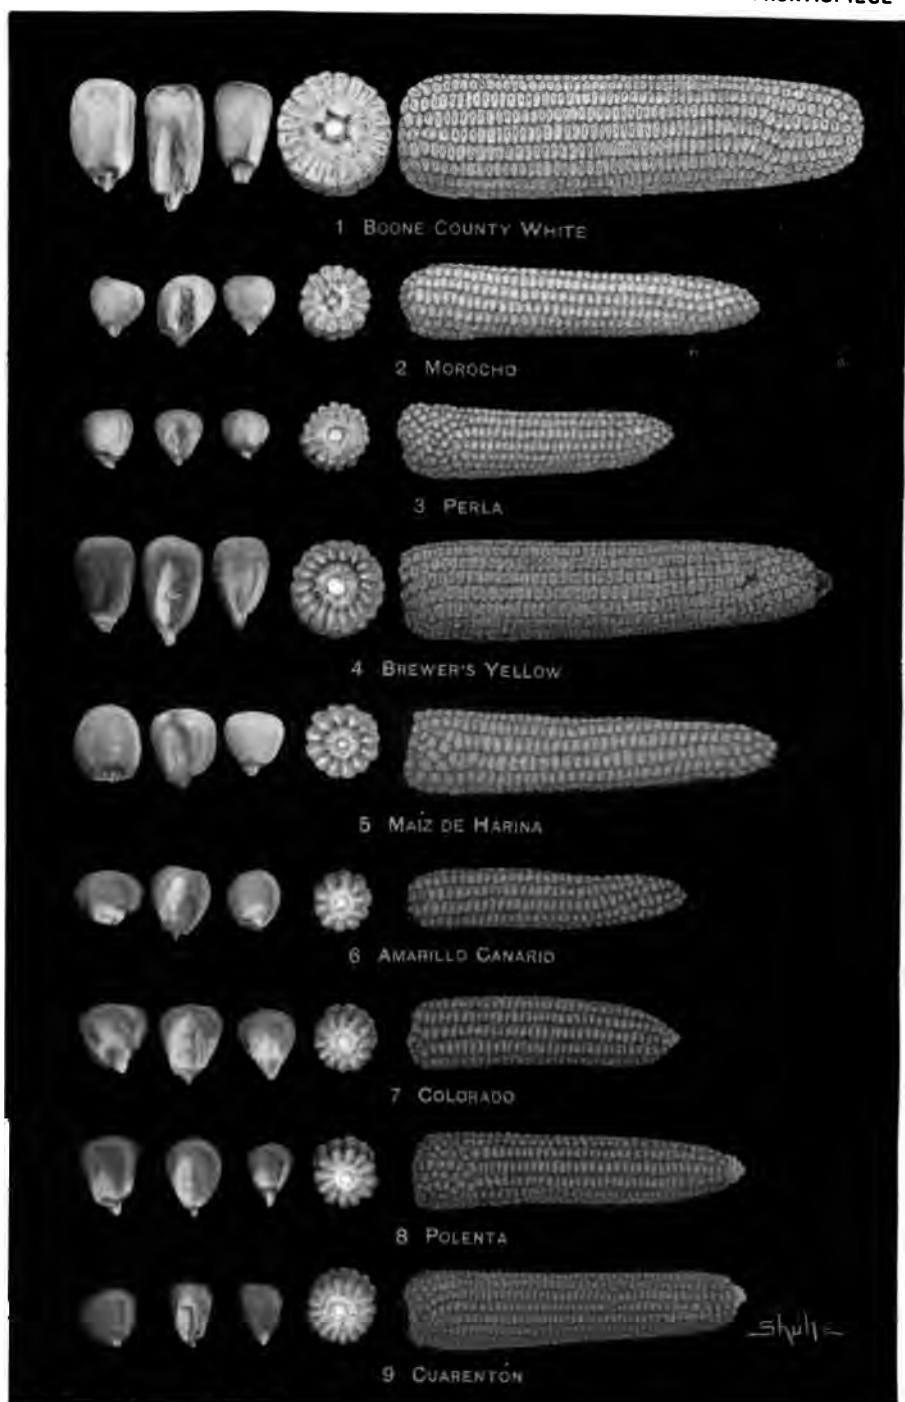 1 BOONE COUNTY WHITE
2 MOROCHO
3 PERLA
4 BREWER'S YELLOW
5 MAÍZ DE HARINA
6 AMARILLO CANARIO
7 COLORADO
8 POLENTA
9 CUARENTÓN